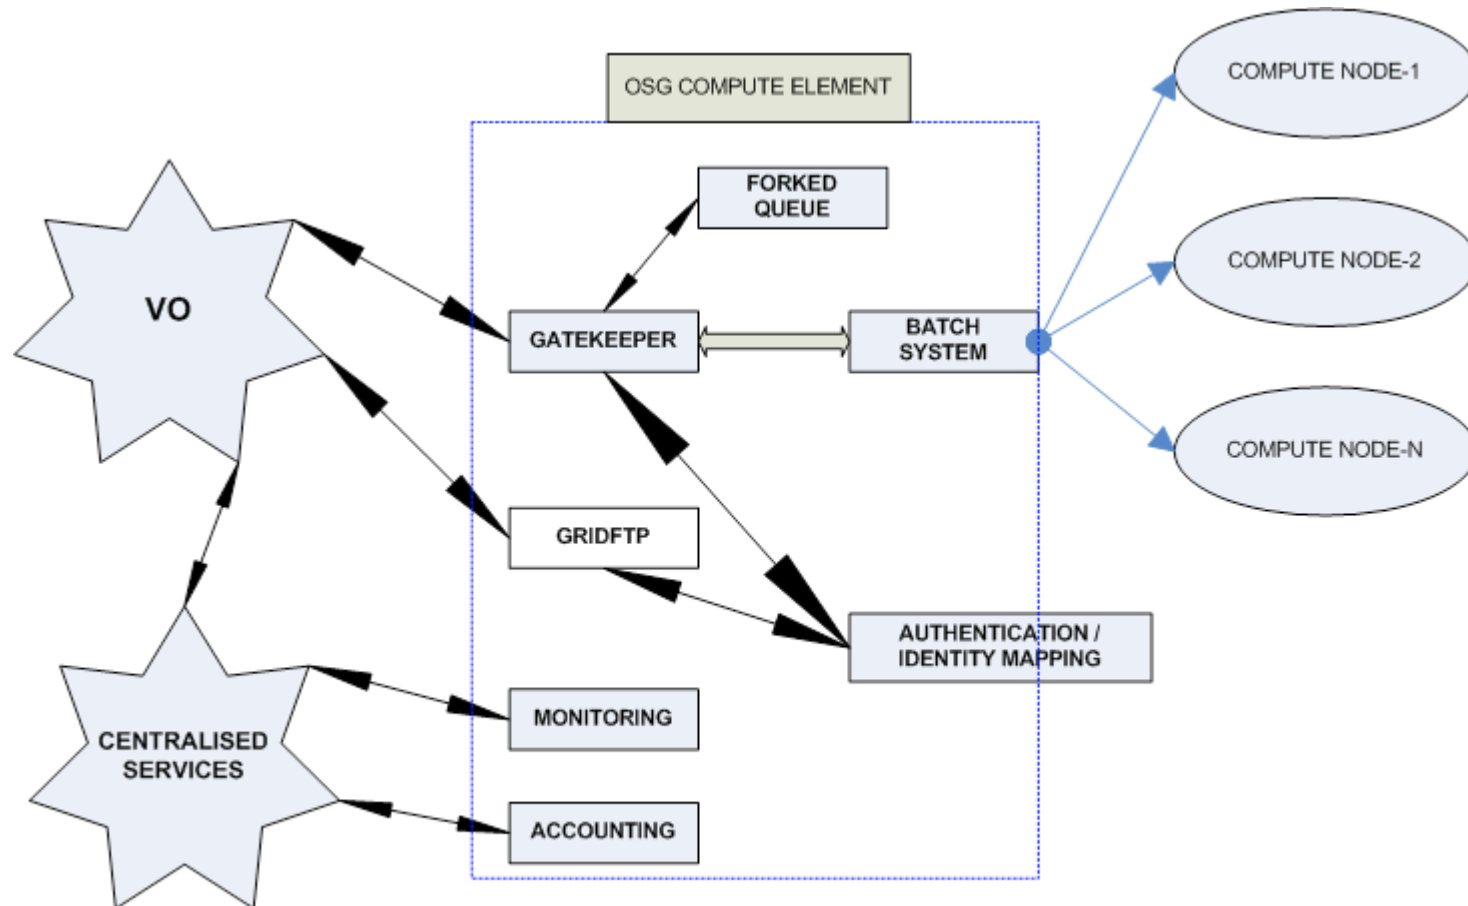 OSG COMPUTE ELEMENT
COMPUTE NODE-1
FORKED
QUEUE
COMPUTE NODE-2
VO
GATEKEEPER
BATCH
SYSTEM
COMPUTE NODE-N
GRIDFTP
AUTHENTICATION /
IDENTITY MAPPING
MONITORING
CENTRALISED
SERVICES
ACCOUNTING